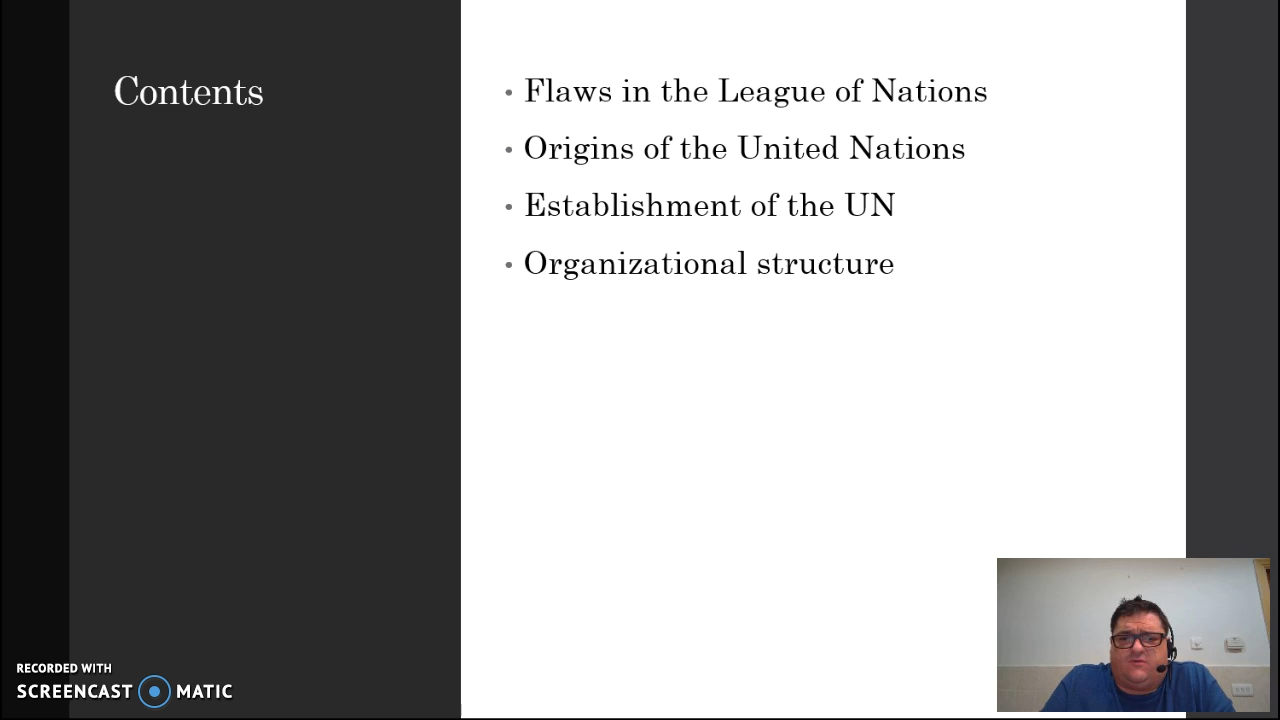 Contents
• Flaws in the League of Nations
• Origins of the United Nations
• Establishment of the UN
• Organizational structure
RECORDED WITH
SCREENCAST MATIC